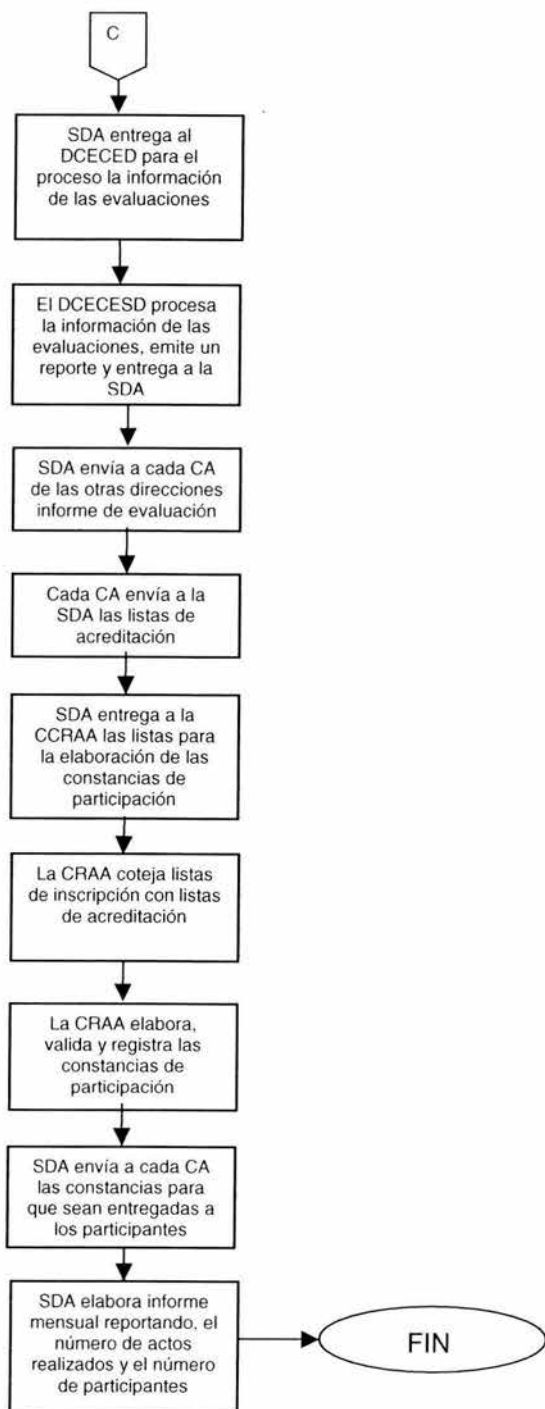 C
SDA entrega al
DCECED para el
proceso la información
de las evaluaciones
El DCECESD procesa
la información de las
evaluaciones, emite un
reporte y entrega a la
SDA
SDA envía a cada CA
de las otras direcciones
informe de evaluación
Cada CA envía a la
SDA las listas de
acreditación
SDA entrega a la
CCRAA las listas para
la elaboración de las
constancias de
participación
La CRAA coteja listas
de inscripción con listas
de acreditación
La CRAA elabora,
valida y registra las
constancias de
participación
SDA envía a cada CA
las constancias para
que sean entregadas a
los participantes
SDA elabora informe
mensual reportando, el
número de actos
realizados y el número
de participantes
FIN